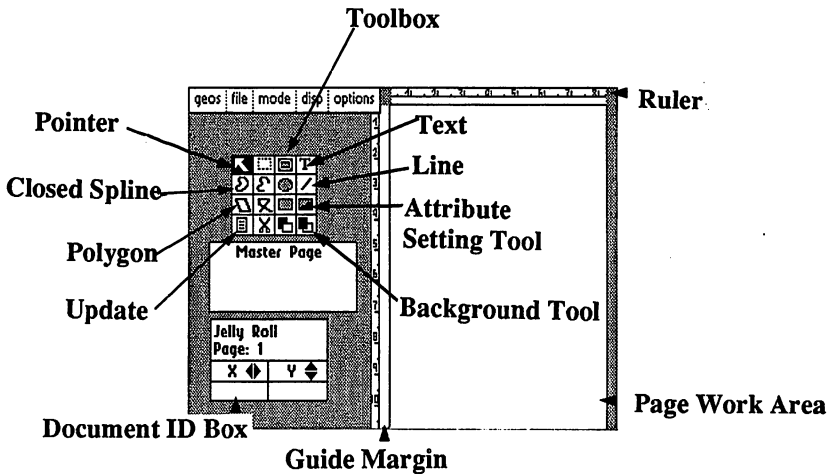 Toolbox
geos file mode disp options
Ruler
Pointer
Text
Line
Closed Spline
Attribute
Setting Tool
Polygon
Master Page
Update
Background Tool
Jelly Roll
Page: 1
X Y
Page Work Area
Document ID Box
Guide Margin